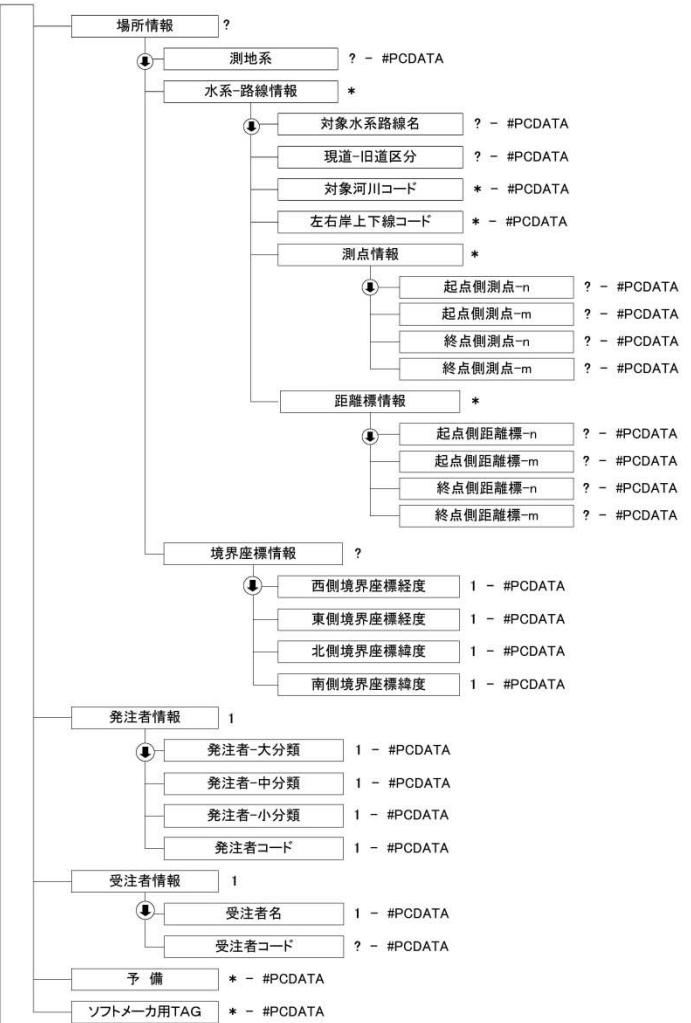 場所情報 ?
測地系 ? - #PCDATA
水系-路線情報 *
対象水系路線名 ? - #PCDATA
現道-旧道区分 ? - #PCDATA
対象河川コード * - #PCDATA
左右岸上下線コード * - #PCDATA
測点情報 *
起点側測点-n ? - #PCDATA
起点側測点-m ? - #PCDATA
終点側測点-n ? - #PCDATA
終点側測点-m ? - #PCDATA
距離標情報 *
起点側距離標-n ? - #PCDATA
起点側距離標-m ? - #PCDATA
終点側距離標-n ? - #PCDATA
終点側距離標-m ? - #PCDATA
境界座標情報 ?
西側境界座標経度 1 - #PCDATA
東側境界座標経度 1 - #PCDATA
北側境界座標緯度 1 - #PCDATA
南側境界座標緯度 1 - #PCDATA
発注者情報 1
発注者-大分類 1 - #PCDATA
発注者-中分類 1 - #PCDATA
発注者-小分類 1 - #PCDATA
発注者コード 1 - #PCDATA
受注者情報 1
受注者名 1 - #PCDATA
受注者コード ? - #PCDATA
予 備 * - #PCDATA
ソフトメーカ用TAG * - #PCDATA